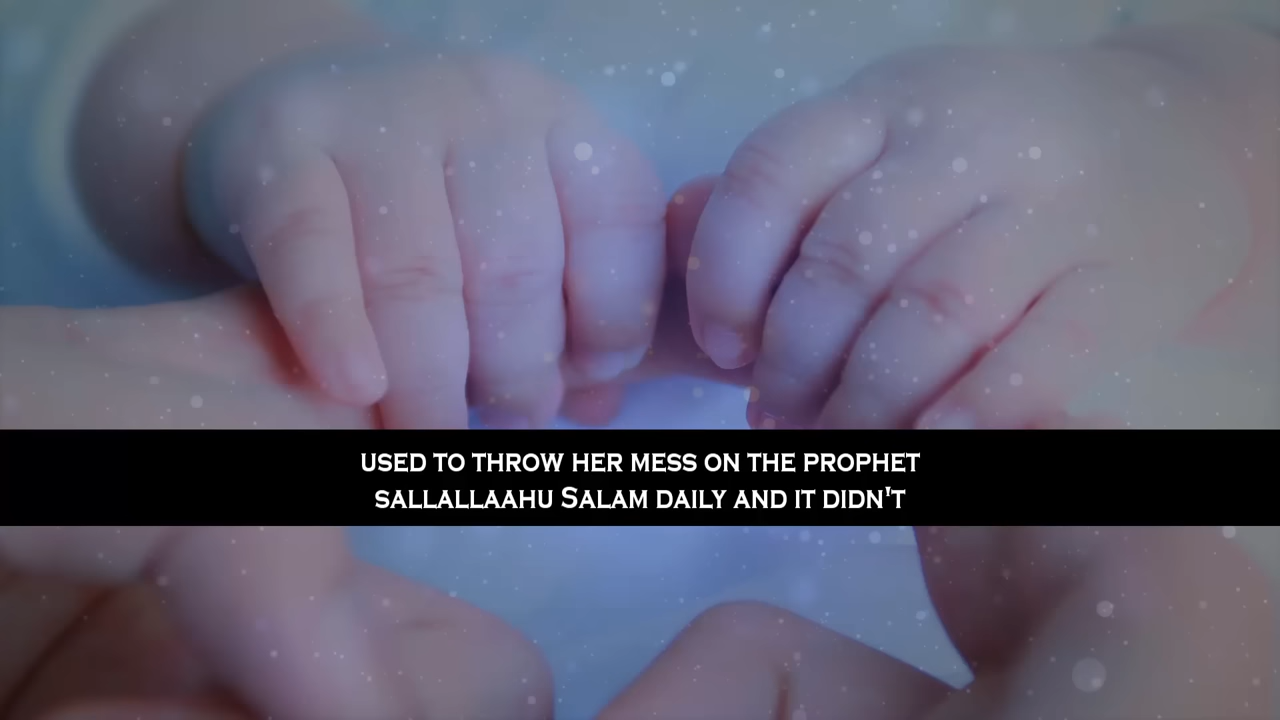 USED TO THROW HER MESS ON THE PROPHET
SALLALLAAHU SALAM DAILY AND IT DIDN'T